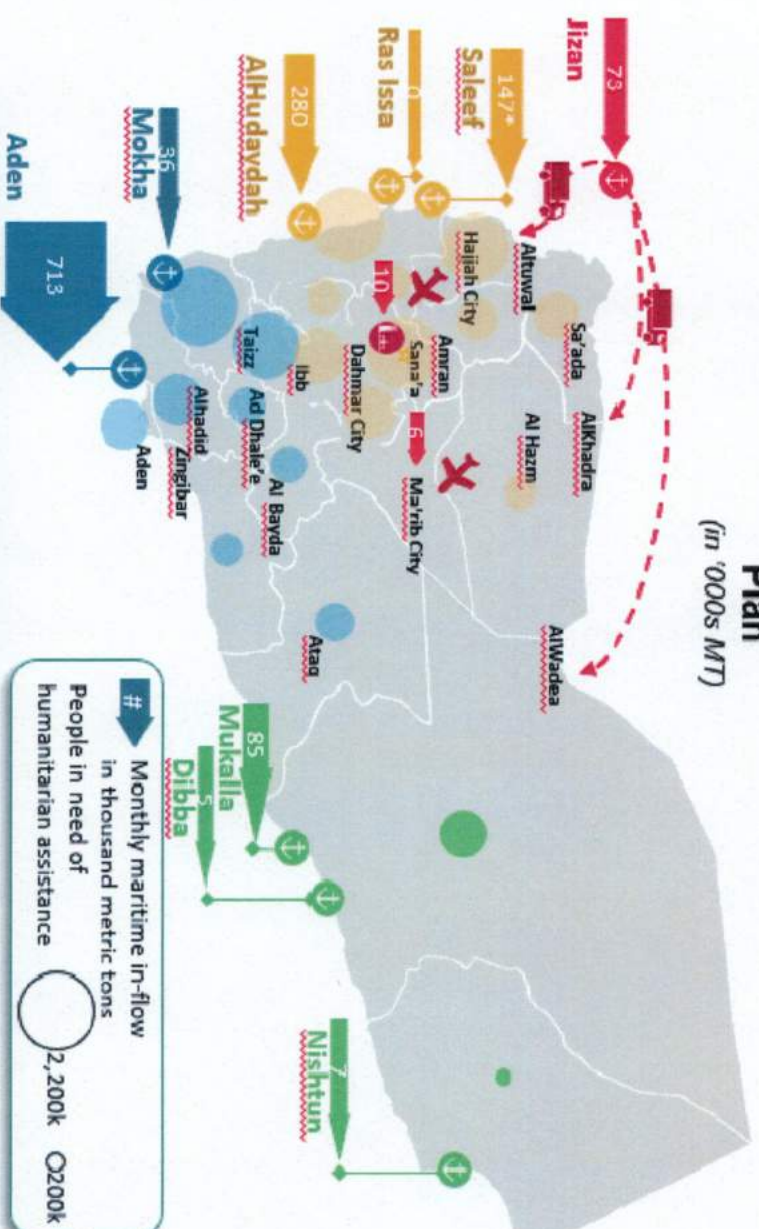 Plan
(in '000s MT)
73
Jizan
147*
Saleef
0
Ras Issa
280
AlHudaydah
36
Mokha
713
Aden
Altuwal
Hajjah City
Sa'ada
AlKhadra
Al Hazm
AlWadea
Amran
Sana'a
10
6
Ma'rib City
Dahmar City
Ibb
Taizz
Ad Dhale'e
Al Bayda
Alhadid
Zingibar
Aden
Ataq
85
Mukalla
5
Dibba
7
Nishtun
# Monthly maritime in-flow
in thousand metric tons
People in need of
humanitarian assistance 2,200k 200k